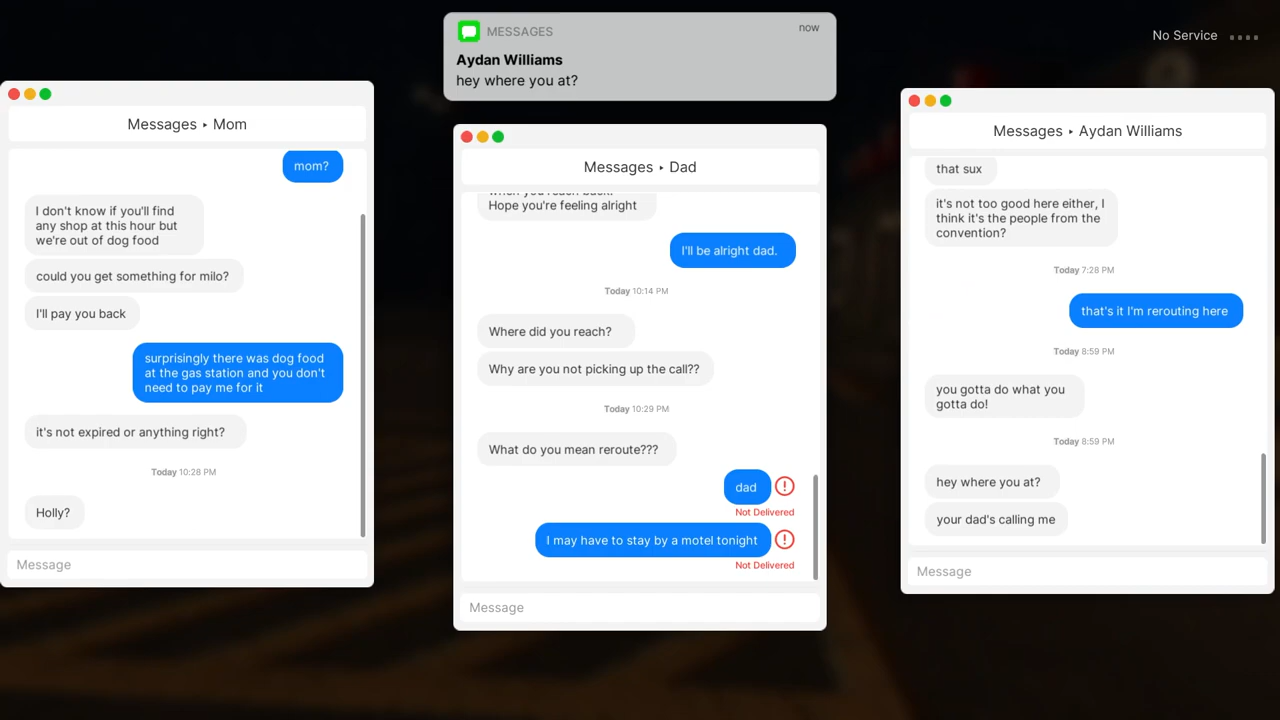 MESSAGES
now
Aydan Williams
hey where you at?
No Service
Messages ‣ Mom
mom?
I don't know if you'll find
any shop at this hour but
we're out of dog food
could you get something for milo?
I'll pay you back
surprisingly there was dog food
at the gas station and you don't
need to pay me for it
it's not expired or anything right?
Today 10:28 PM
Holly?
Message
Messages ‣ Dad
when you reach back.
Hope you're feeling alright
I'll be alright dad.
Today 10:14 PM
Where did you reach?
Why are you not picking up the call??
Today 10:29 PM
What do you mean reroute???
dad
Not Delivered
I may have to stay by a motel tonight
Not Delivered
Message
Messages ‣ Aydan Williams
that sux
it's not too good here either, I
think it's the people from the
convention?
Today 7:28 PM
that's it I'm rerouting here
Today 8:59 PM
you gotta do what you
gotta do!
Today 8:59 PM
hey where you at?
your dad's calling me
Message